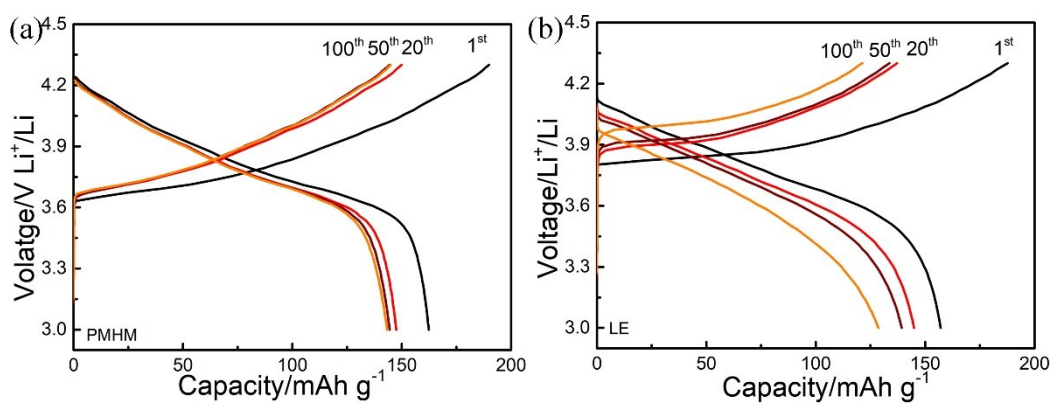 (a)
4.5
4.2
3.9
3.6
3.3
3.0
Volatge/V Li⁺/Li
100th 50th 20th 1st
PMHM
0 50 100 150 200
Capacity/mAh g⁻¹
(b)
4.5
4.2
3.9
3.6
3.3
3.0
Voltage/Li⁺/Li
100th 50th 20th 1st
LE
0 50 100 150 200
Capacity/mAh g⁻¹